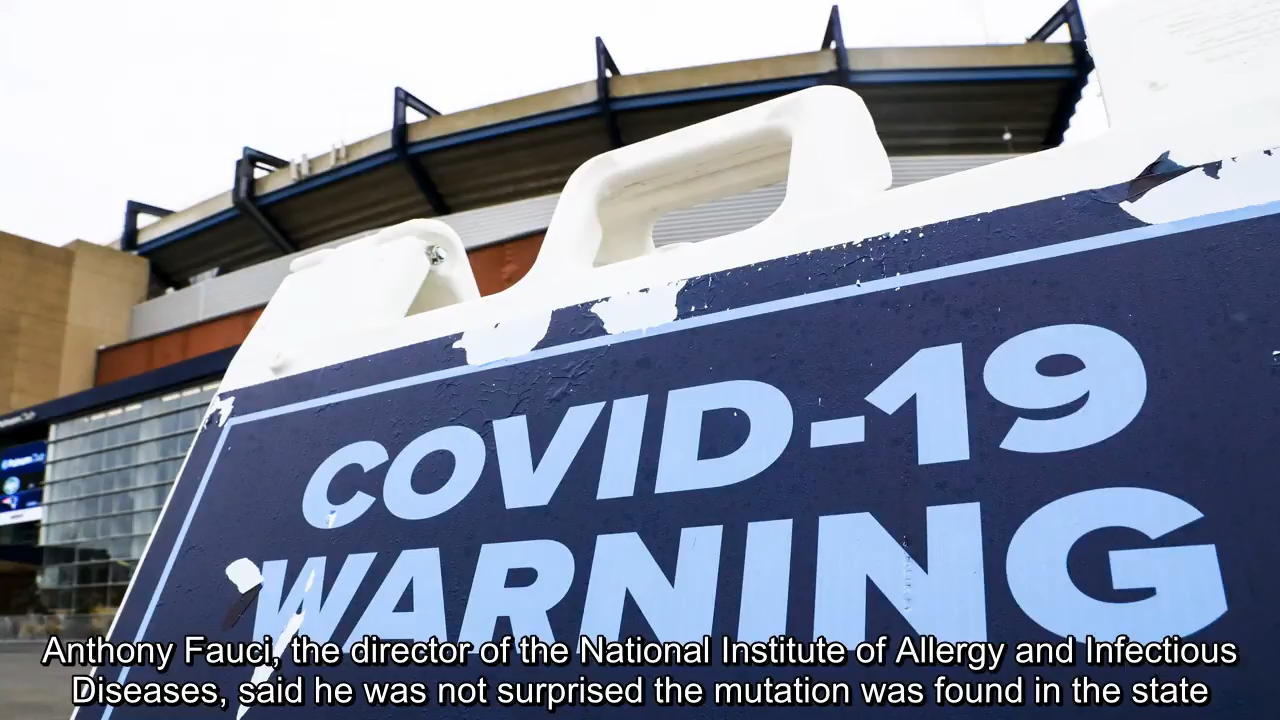 COVID-19
WARNING
Anthony Fauci, the director of the National Institute of Allergy and Infectious
Diseases, said he was not surprised the mutation was found in the state